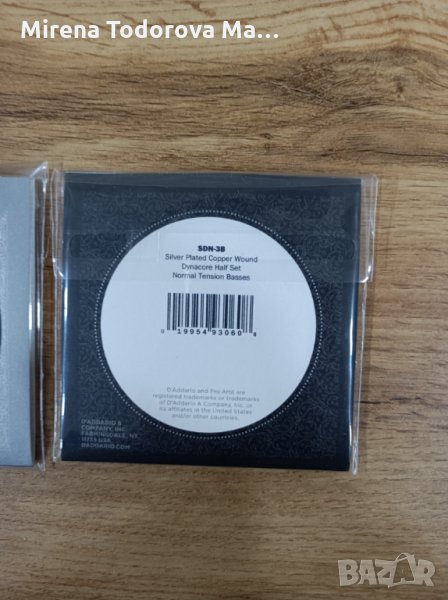 Mirena Todorova Ma...
SDN-3B
Silver Plated Copper Wound
Dynacore Half Set
Normal Tension Basses
0 19954 93060 8
D'Addario and Pro Arté are
registered trademarks or trademarks
of D'Addario & Company, Inc. or
its affiliates in the United States
and/or other countries.
D'ADDARIO &
COMPANY, INC.
FARMINGDALE, NY
11735 USA
DADDARIO.COM
BAZAR